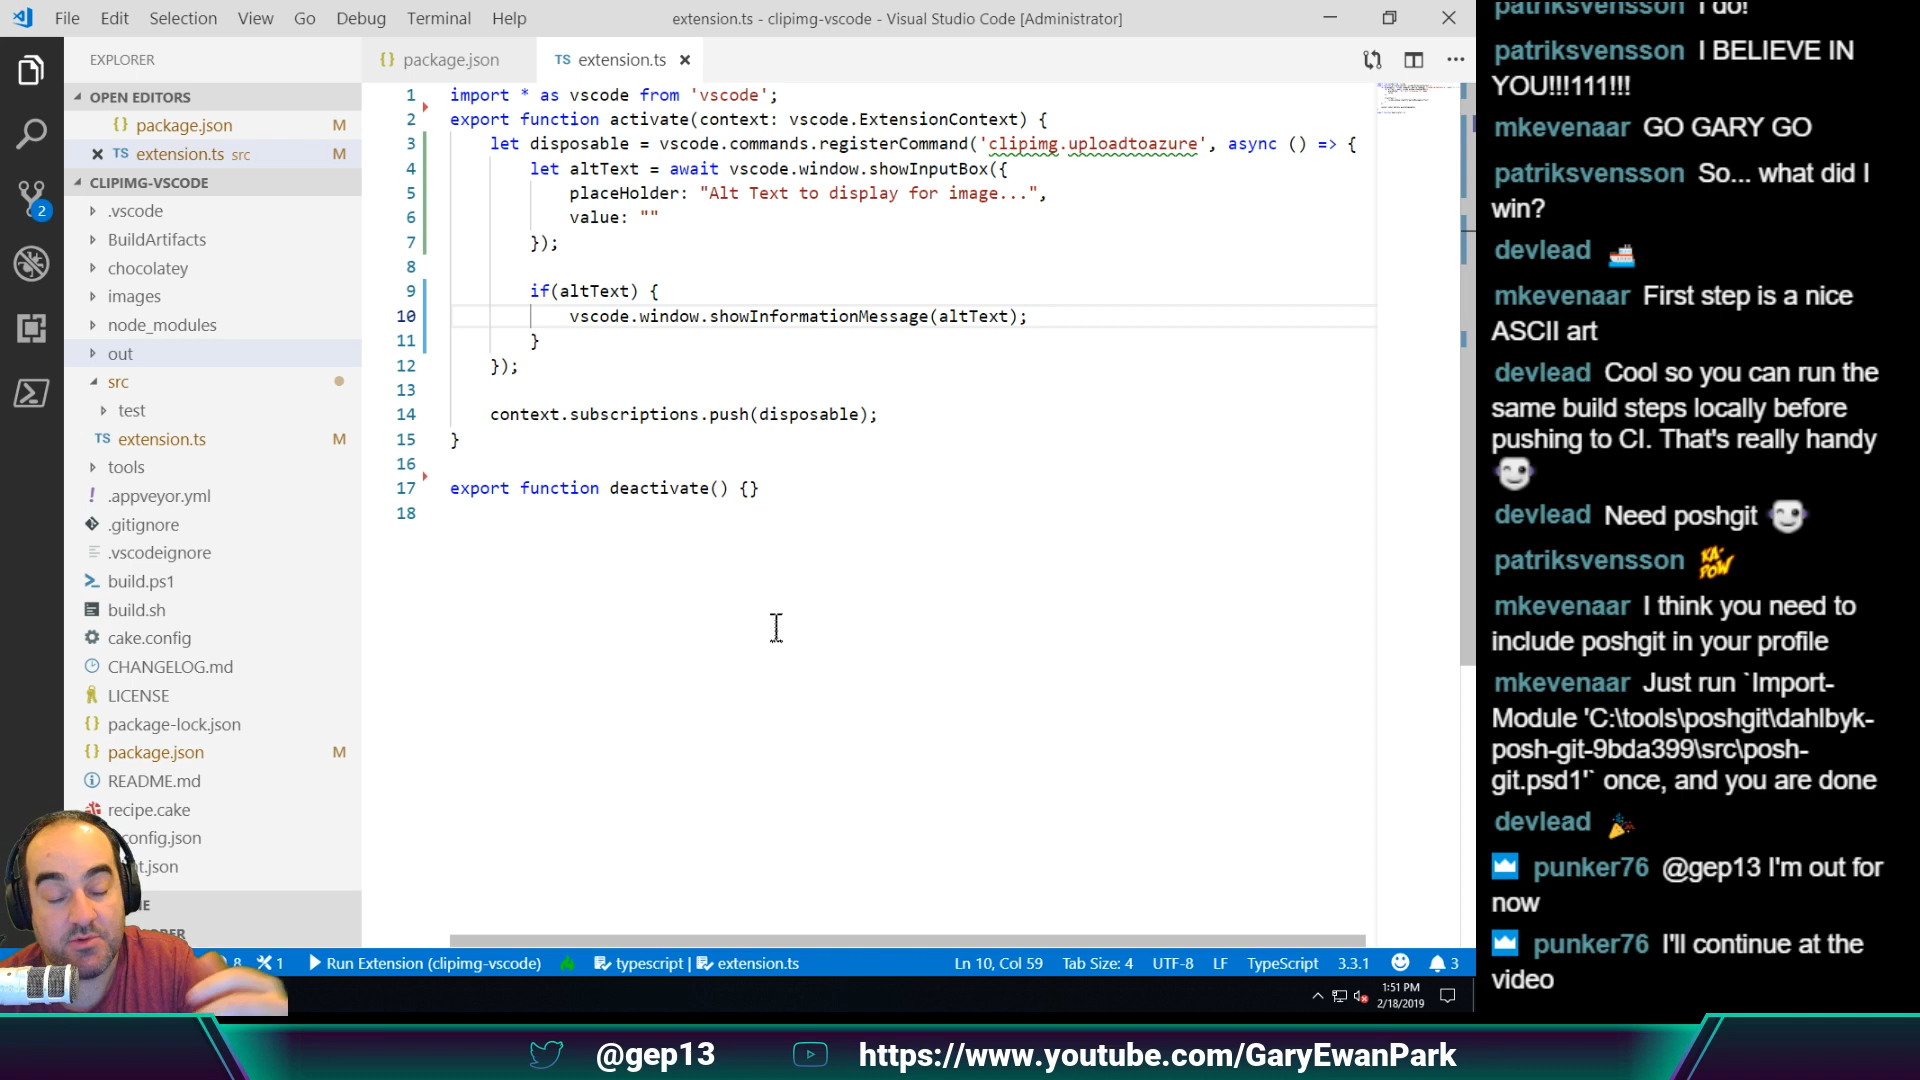 File Edit Selection View Go Debug Terminal Help
extension.ts - clipimg-vscode - Visual Studio Code [Administrator]
EXPLORER
OPEN EDITORS
package.json M
extension.ts src M
CLIPIMG-VSCODE
.vscode
BuildArtifacts
chocolatey
images
node_modules
out
src
test
extension.ts M
tools
.appveyor.yml
.gitignore
.vscodeignore
build.ps1
build.sh
cake.config
CHANGELOG.md
LICENSE
package-lock.json
package.json M
README.md
recipe.cake
config.json
t.json
2
package.json
TS extension.ts
1 import * as vscode from 'vscode';
2 export function activate(context: vscode.ExtensionContext) {
3 let disposable = vscode.commands.registerCommand('clipimg.uploadtoazure', async () => {
4 let altText = await vscode.window.showInputBox({
5 placeHolder: "Alt Text to display for image...",
6 value: ""
7 });
8
9 if(altText) {
10 vscode.window.showInformationMessage(altText);
11 }
12 });
13
14 context.subscriptions.push(disposable);
15 }
16
17 export function deactivate() {}
18
8 1 Run Extension (clipimg-vscode) typescript | extension.ts
Ln 10, Col 59 Tab Size: 4 UTF-8 LF TypeScript 3.3.1 3
1:51 PM
2/18/2019
patriksvensson I do!
patriksvensson I BELIEVE IN
YOU!!!111!!!
mkevenaar GO GARY GO
patriksvensson So... what did I
win?
devlead
mkevenaar First step is a nice
ASCII art
devlead Cool so you can run the
same build steps locally before
pushing to CI. That's really handy
devlead Need poshgit
patriksvensson KA-POW
mkevenaar I think you need to
include poshgit in your profile
mkevenaar Just run `Import-
Module 'C:\tools\poshgit\dahlbyk-
posh-git-9bda399\src\posh-
git.psd1'` once, and you are done
devlead
punker76 @gep13 I'm out for
now
punker76 I'll continue at the
video
@gep13 https://www.youtube.com/GaryEwanPark